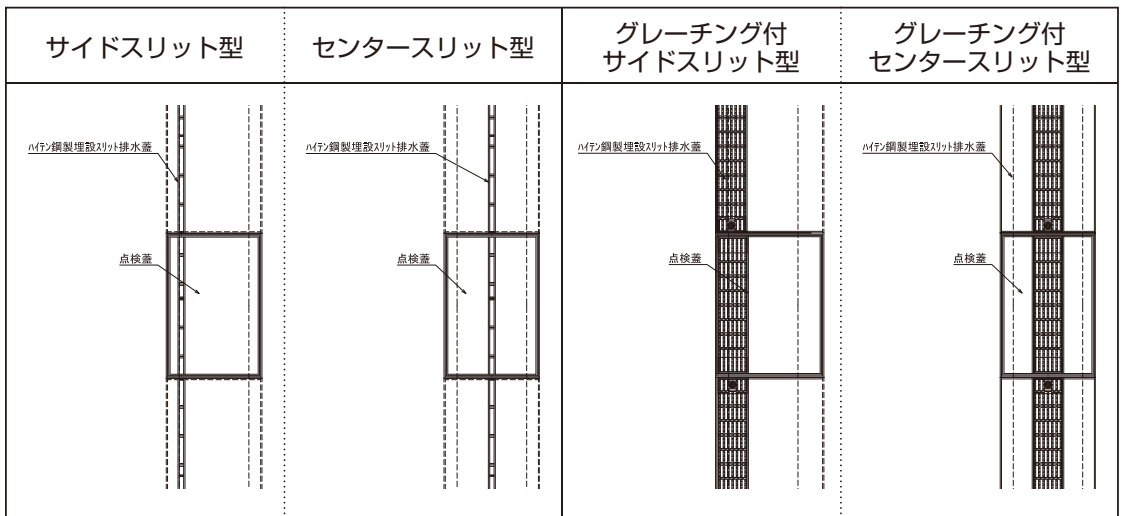 サイドスリット型
センタースリット型
グレーチング付
サイドスリット型
グレーチング付
センタースリット型
ハイテン鋼製埋設スリット排水蓋
点検蓋
ハイテン鋼製埋設スリット排水蓋
点検蓋
ハイテン鋼製埋設スリット排水蓋
点検蓋
ハイテン鋼製埋設スリット排水蓋
点検蓋